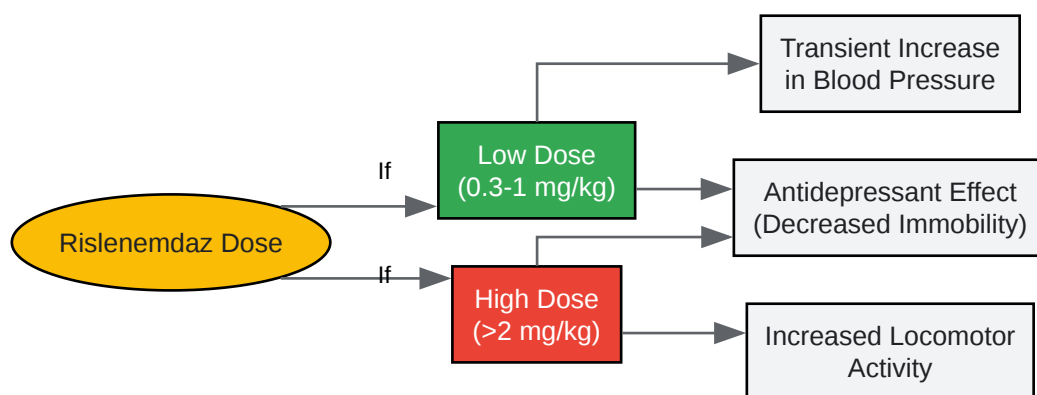 Rislenemdaz Dose
If
If
Low Dose
(0.3-1 mg/kg)
High Dose
(>2 mg/kg)
Transient Increase
in Blood Pressure
Antidepressant Effect
(Decreased Immobility)
Increased Locomotor
Activity